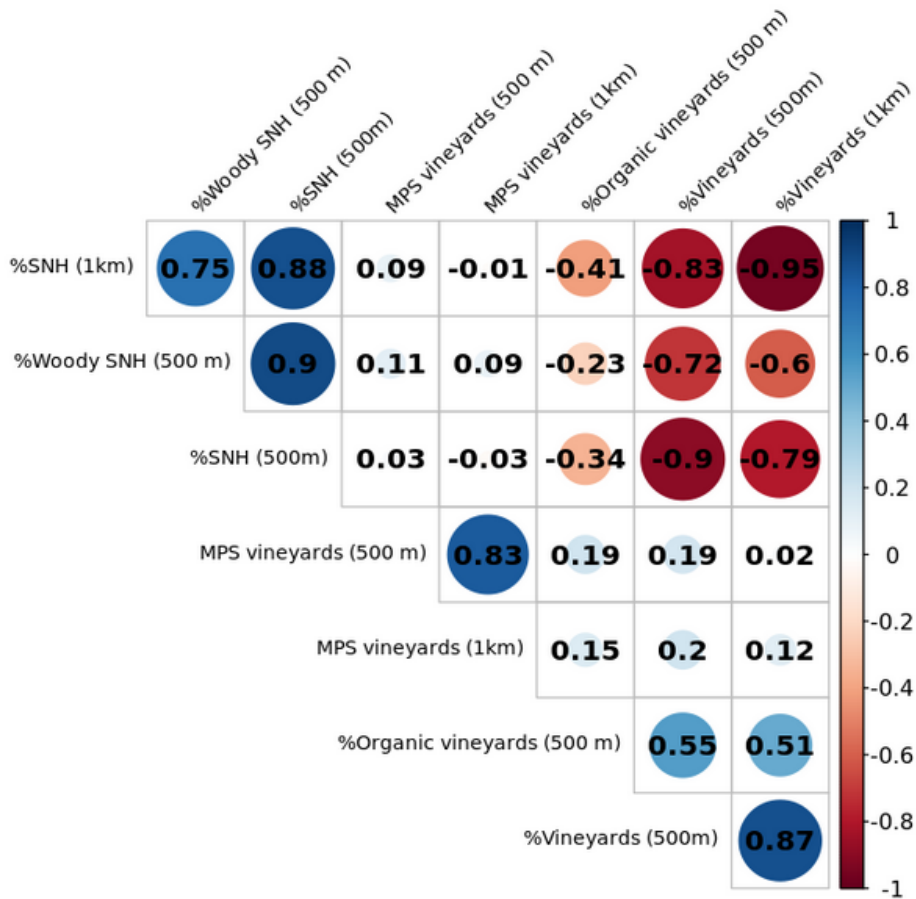 %Woody SNH (500 m)
%SNH (500m)
MPS vineyards (500 m)
MPS vineyards (1km)
%Organic vineyards (500 m)
%Vineyards (500m)
%Vineyards (1km)
%SNH (1km) 0.75 0.88 0.09 -0.01 -0.41 -0.83 -0.95
%Woody SNH (500 m) 0.9 0.11 0.09 -0.23 -0.72 -0.6
%SNH (500m) 0.03 -0.03 -0.34 -0.9 -0.79
MPS vineyards (500 m) 0.83 0.19 0.19 0.02
MPS vineyards (1km) 0.15 0.2 0.12
%Organic vineyards (500 m) 0.55 0.51
%Vineyards (500m) 0.87
1
0.8
0.6
0.4
0.2
0
-0.2
-0.4
-0.6
-0.8
-1